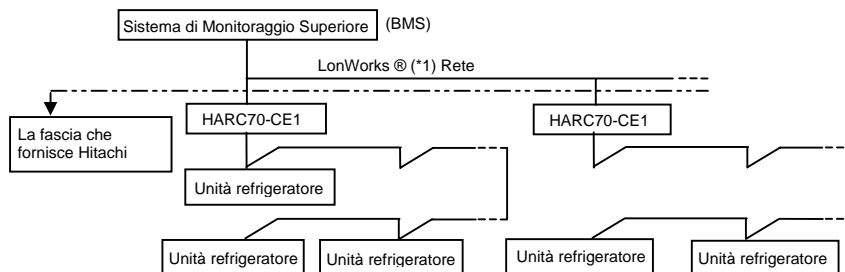 Sistema di Monitoraggio Superiore (BMS)
LonWorks ® (*1) Rete
HARC70-CE1
HARC70-CE1
La fascia che
fornisce Hitachi
Unità refrigeratore
Unità refrigeratore
Unità refrigeratore
Unità refrigeratore
Unità refrigeratore